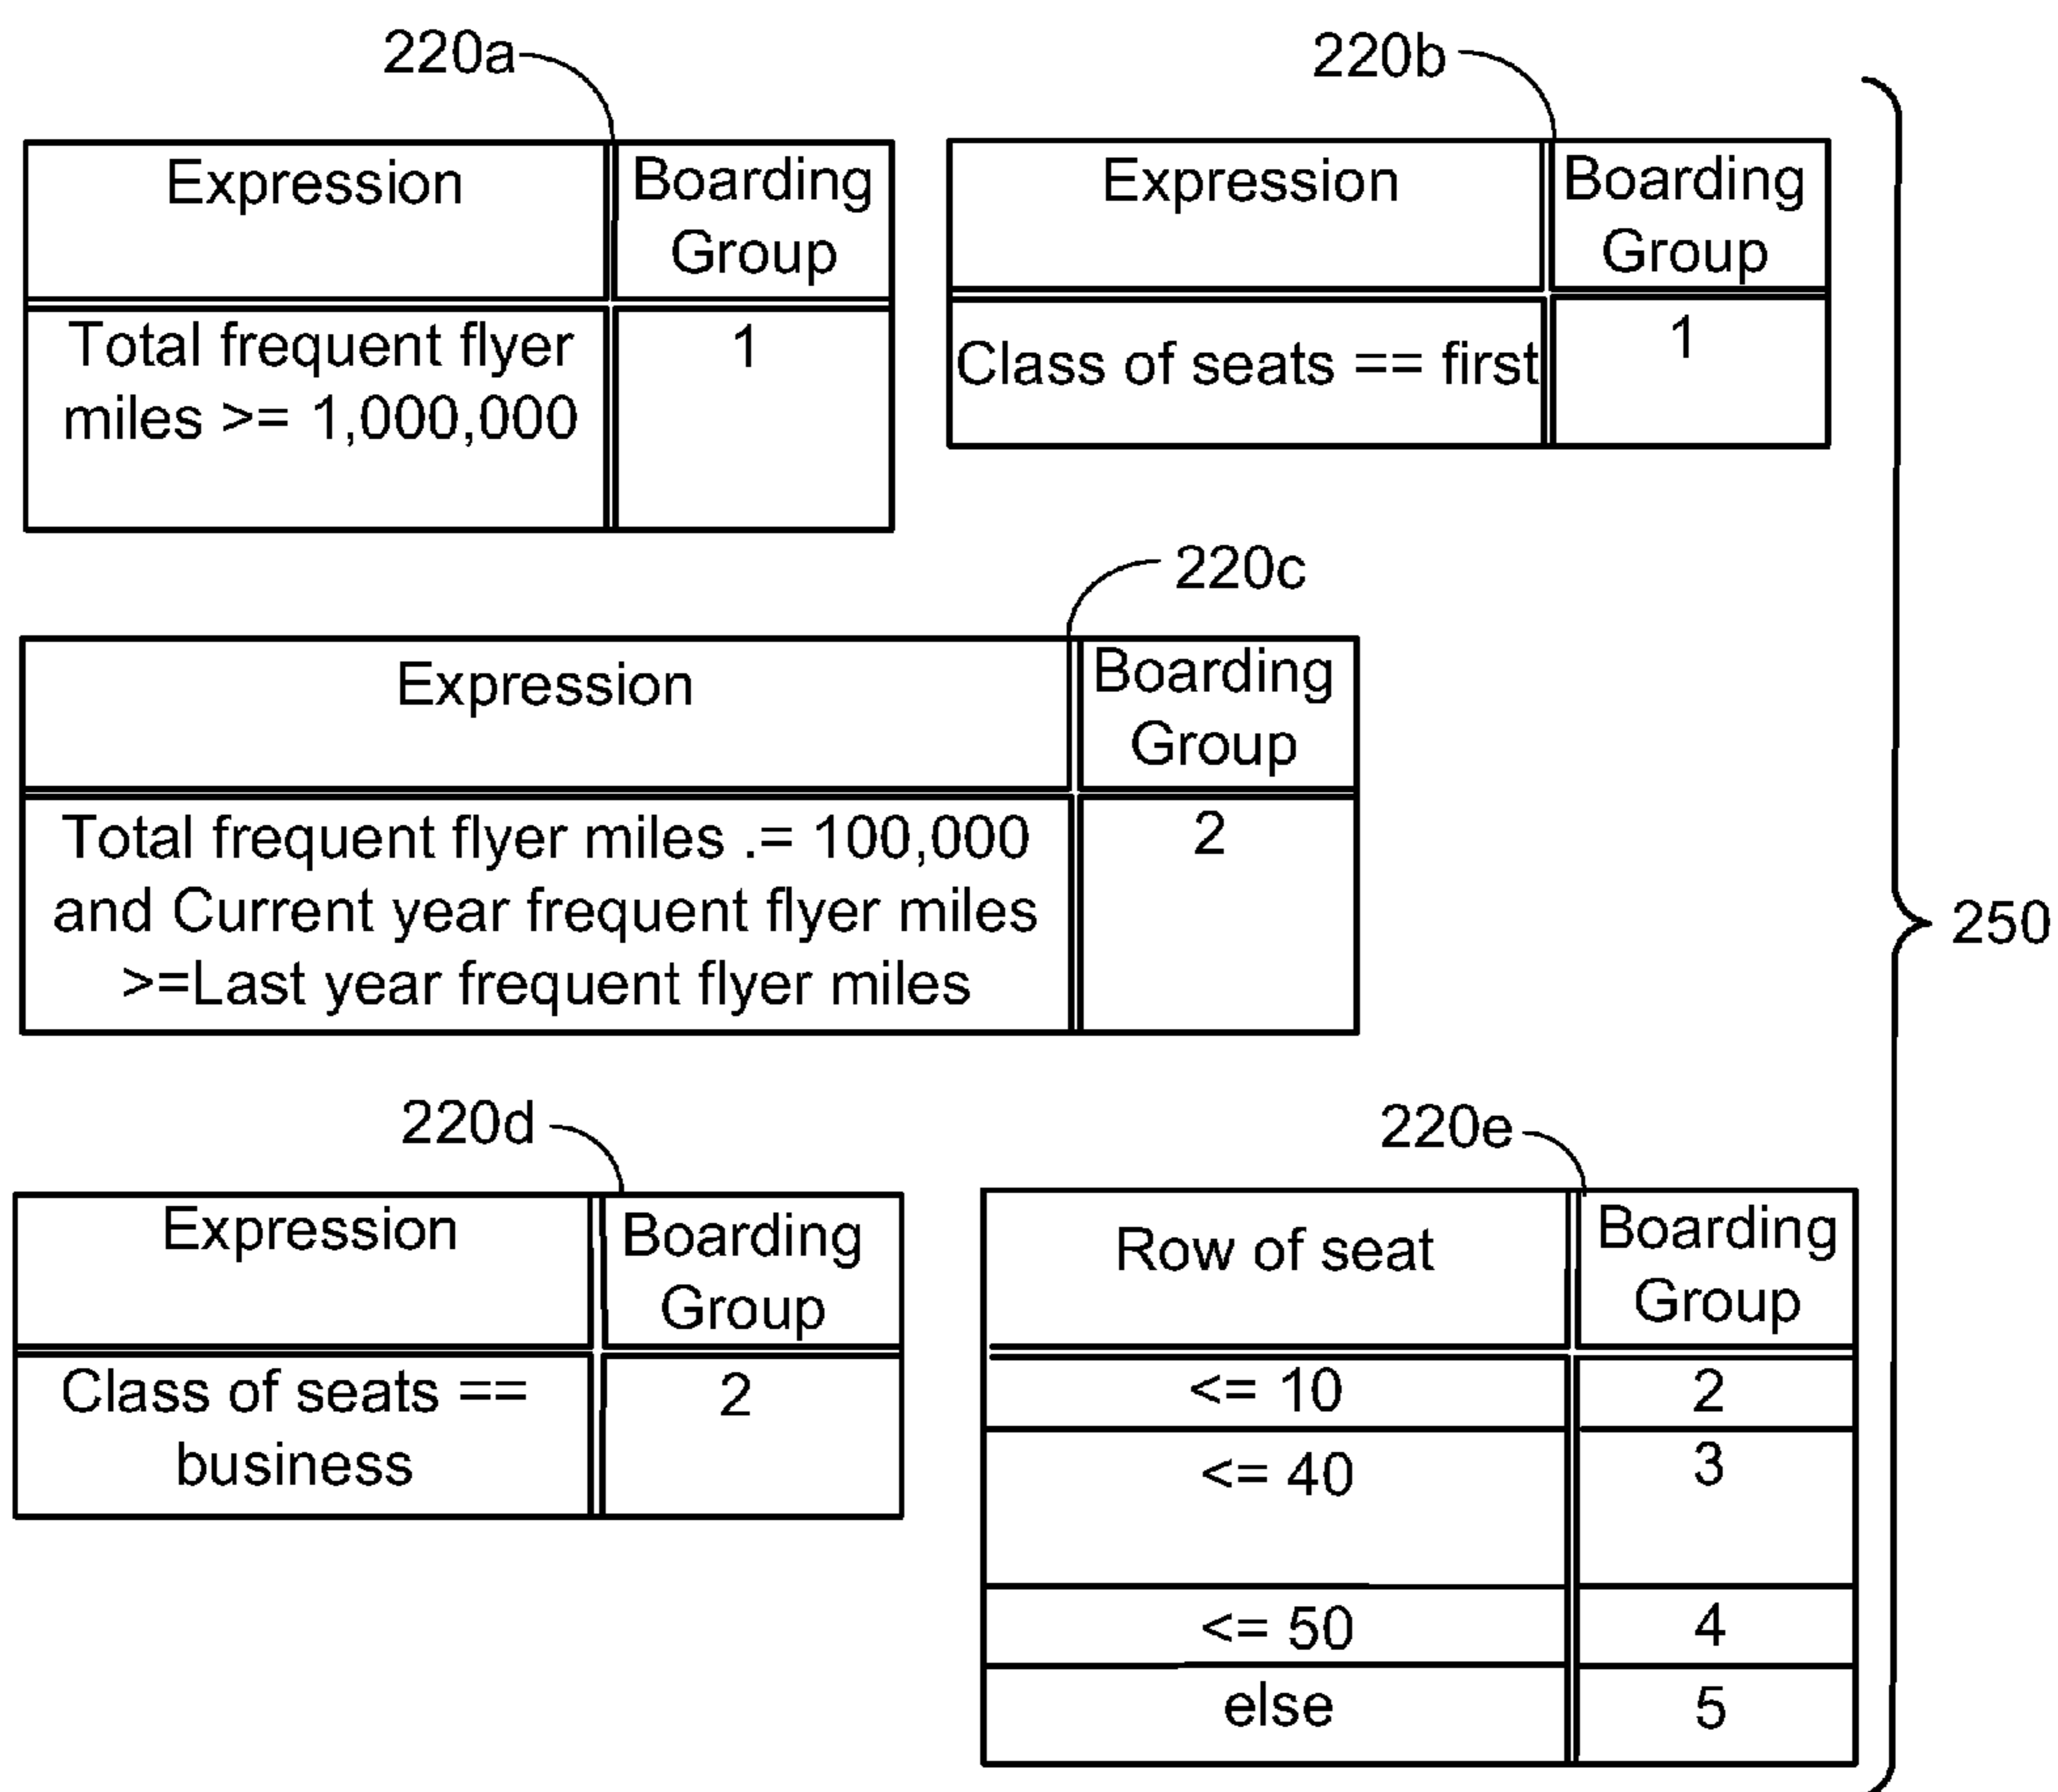 220a
Expression
Boarding
Group
Total frequent flyer
miles >= 1,000,000
1
220b
Expression
Boarding
Group
Class of seats == first
1
220c
Expression
Boarding
Group
Total frequent flyer miles .= 100,000
and Current year frequent flyer miles
>=Last year frequent flyer miles
2
250
220d
Expression
Boarding
Group
Class of seats ==
business
2
220e
Row of seat
Boarding
Group
<= 10
2
<= 40
3
<= 50
4
else
5